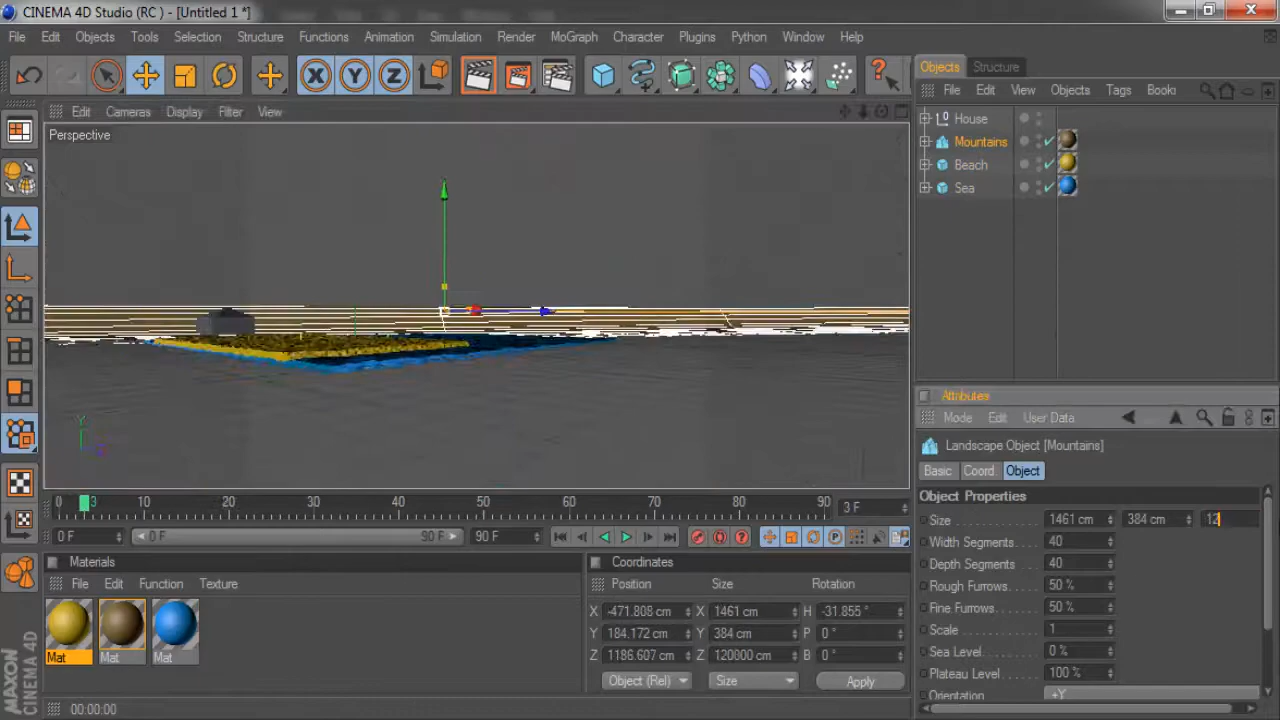 CINEMA 4D Studio (RC ) - [Untitled 1 *]
File Edit Objects Tools Selection Structure Functions Animation Simulation Render MoGraph Character Plugins Python Window Help
X Y Z
Objects Structure
File Edit View Objects Tags Book
House
Mountains
Beach
Sea
Edit Cameras Display Filter View
Perspective
Y
Attributes
Mode Edit User Data
Landscape Object [Mountains]
Basic Coord. Object
Object Properties
Size 1461 cm 384 cm 12
Width Segments. 40
Depth Segments 40
Rough Furrows. 50 %
Fine Furrows. 50 %
Scale 1
Sea Level 0 %
Plateau Level 100 %
Orientation +Y
0 3 10 20 30 40 50 60 70 80 90 3 F
0 F 0 F 90 F 90 F
Materials
File Edit Function Texture
Mat Mat Mat
Coordinates
Position Size Rotation
X -471.808 cm X 1461 cm H -31.855 °
Y 184.172 cm Y 384 cm P 0 °
Z 1186.607 cm Z 120000 cm B 0 °
Object (Rel) Size Apply
MAXON CINEMA 4D
00:00:00